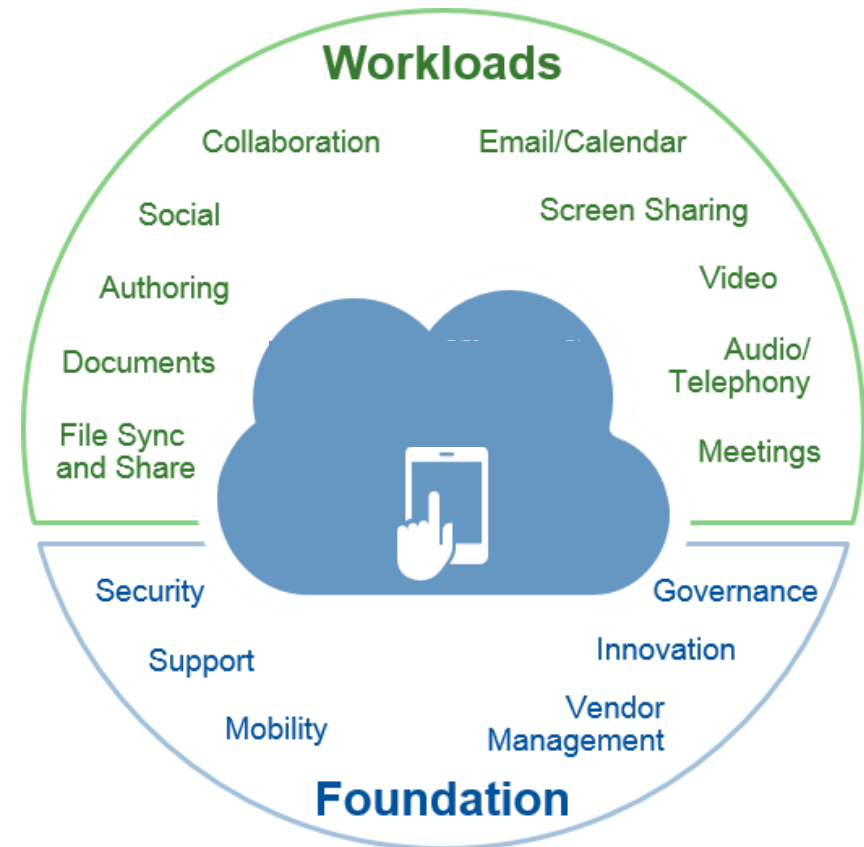 Workloads
Collaboration
Email/Calendar
Social
Screen Sharing
Authoring
Video
Documents
Audio/
Telephony
File Sync
and Share
Meetings
Security
Governance
Support
Innovation
Mobility
Vendor
Management
Foundation